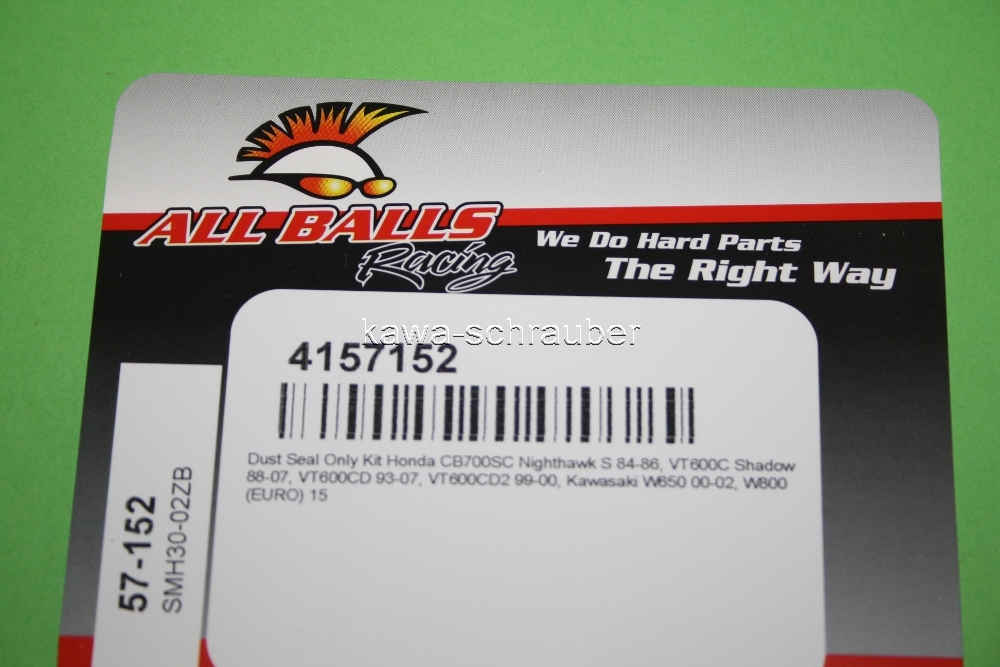 ALL BALLS
Racing
We Do Hard Parts
The Right Way
kawa-schrauber
4157152
Dust Seal Only Kit Honda CB700SC Nighthawk S 84-86, VT600C Shadow
88-07, VT600CD 93-07, VT600CD2 99-00, Kawasaki W650 00-02, W800
(EURO) 15
57-152
SMH30-02ZB